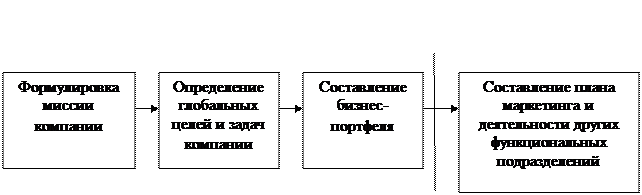 Формулировка
миссии
компании
Определение
глобальных
целей и задач
компании
Составление
бизнес-
портфеля
Составление плана
маркетинга и
деятельности других
функциональных
подразделений